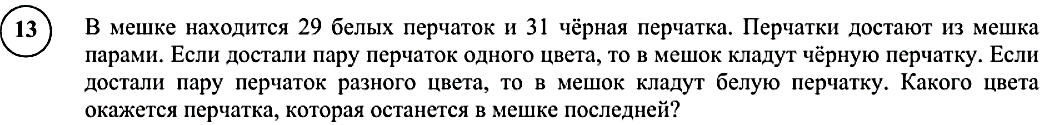 13
В мешке находится 29 белых перчаток и 31 чёрная перчатка. Перчатки достают из мешка
парами. Если достали пару перчаток одного цвета, то в мешок кладут чёрную перчатку. Если
достали пару перчаток разного цвета, то в мешок кладут белую перчатку. Какого цвета
окажется перчатка, которая останется в мешке последней?